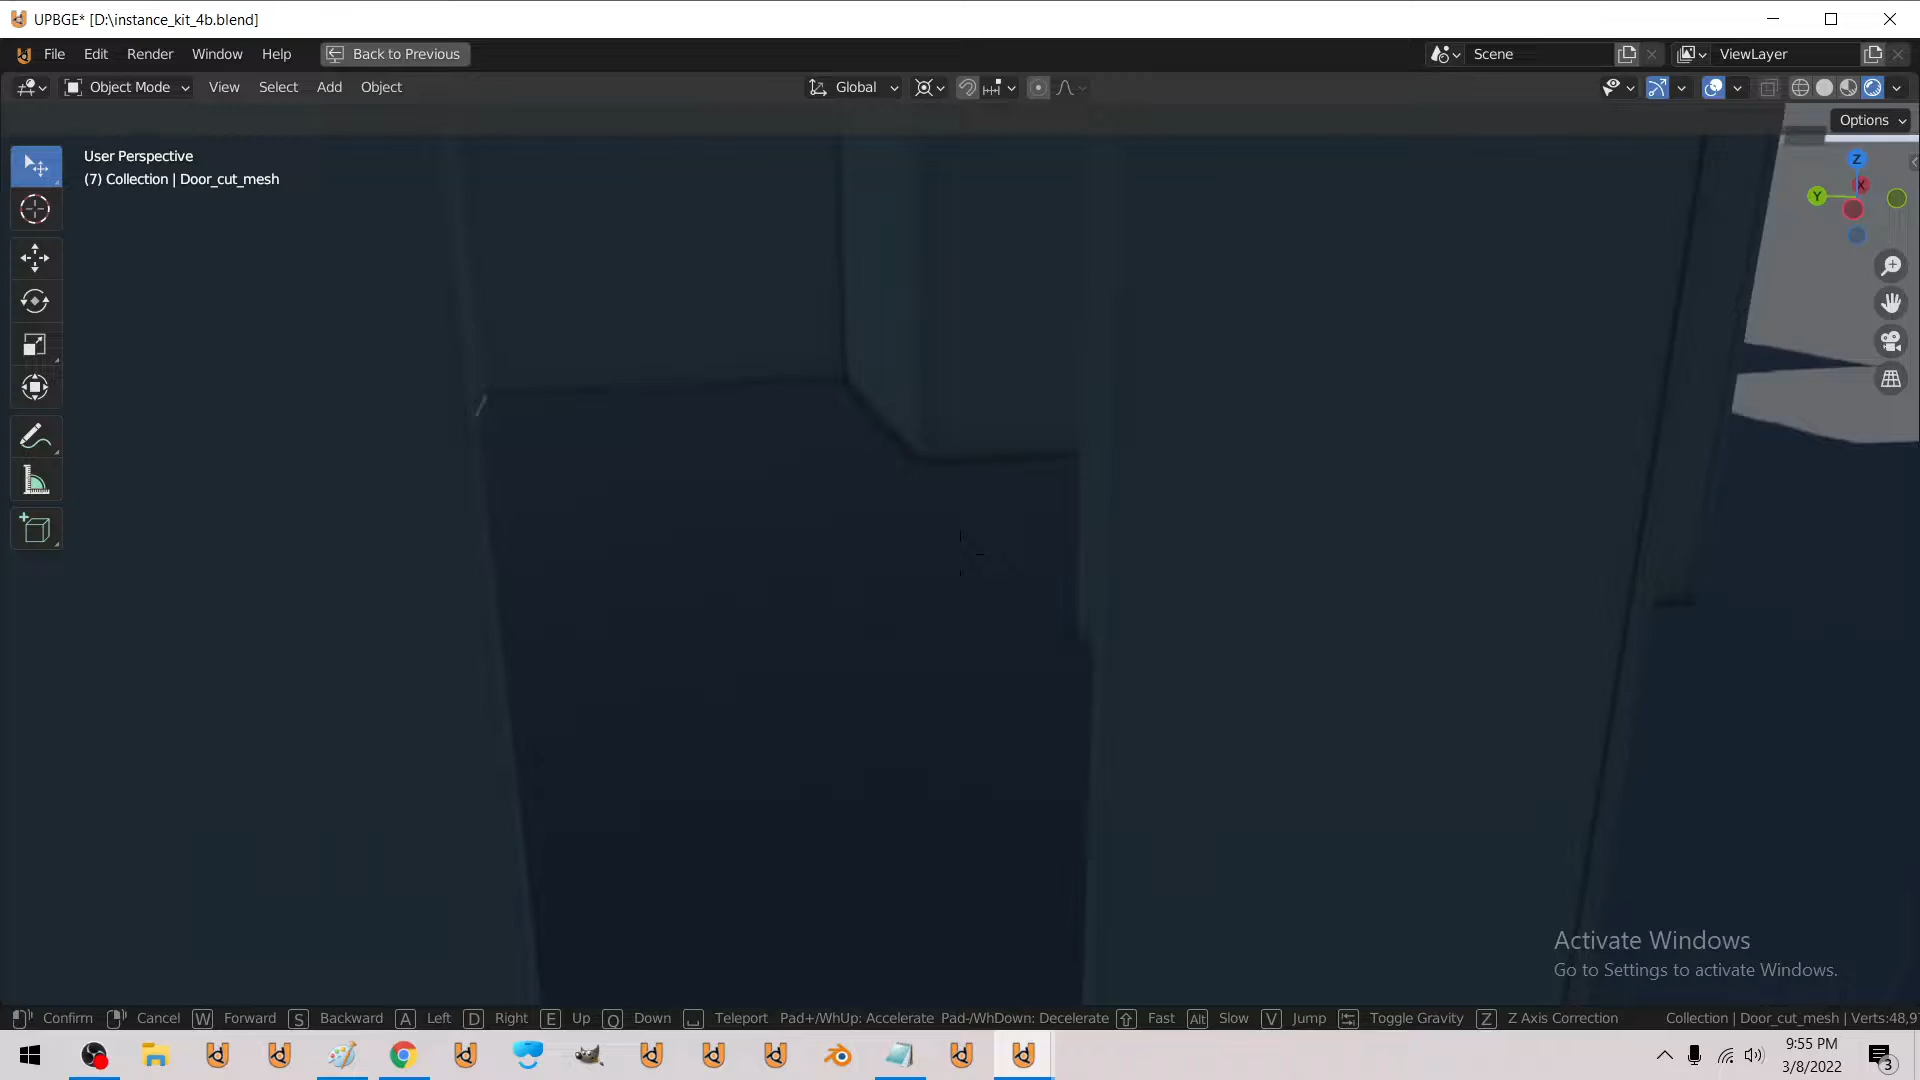 UPBGE* [D:\instance_kit_4b.blend]
File Edit Render Window Help Back to Previous Scene ViewLayer
Object Mode View Select Add Object Global
Options
User Perspective
(7) Collection | Door_cut_mesh
Z
X
Y
Activate Windows
Go to Settings to activate Windows.
Confirm Cancel W Forward S Backward A Left D Right E Up Q Down Teleport Pad+/WhUp: Accelerate Pad-/WhDown: Decelerate Fast Alt Slow V Jump Toggle Gravity Z Z Axis Correction Collection | Door_cut_mesh | Verts:48,9
9:55 PM
3/8/2022
3